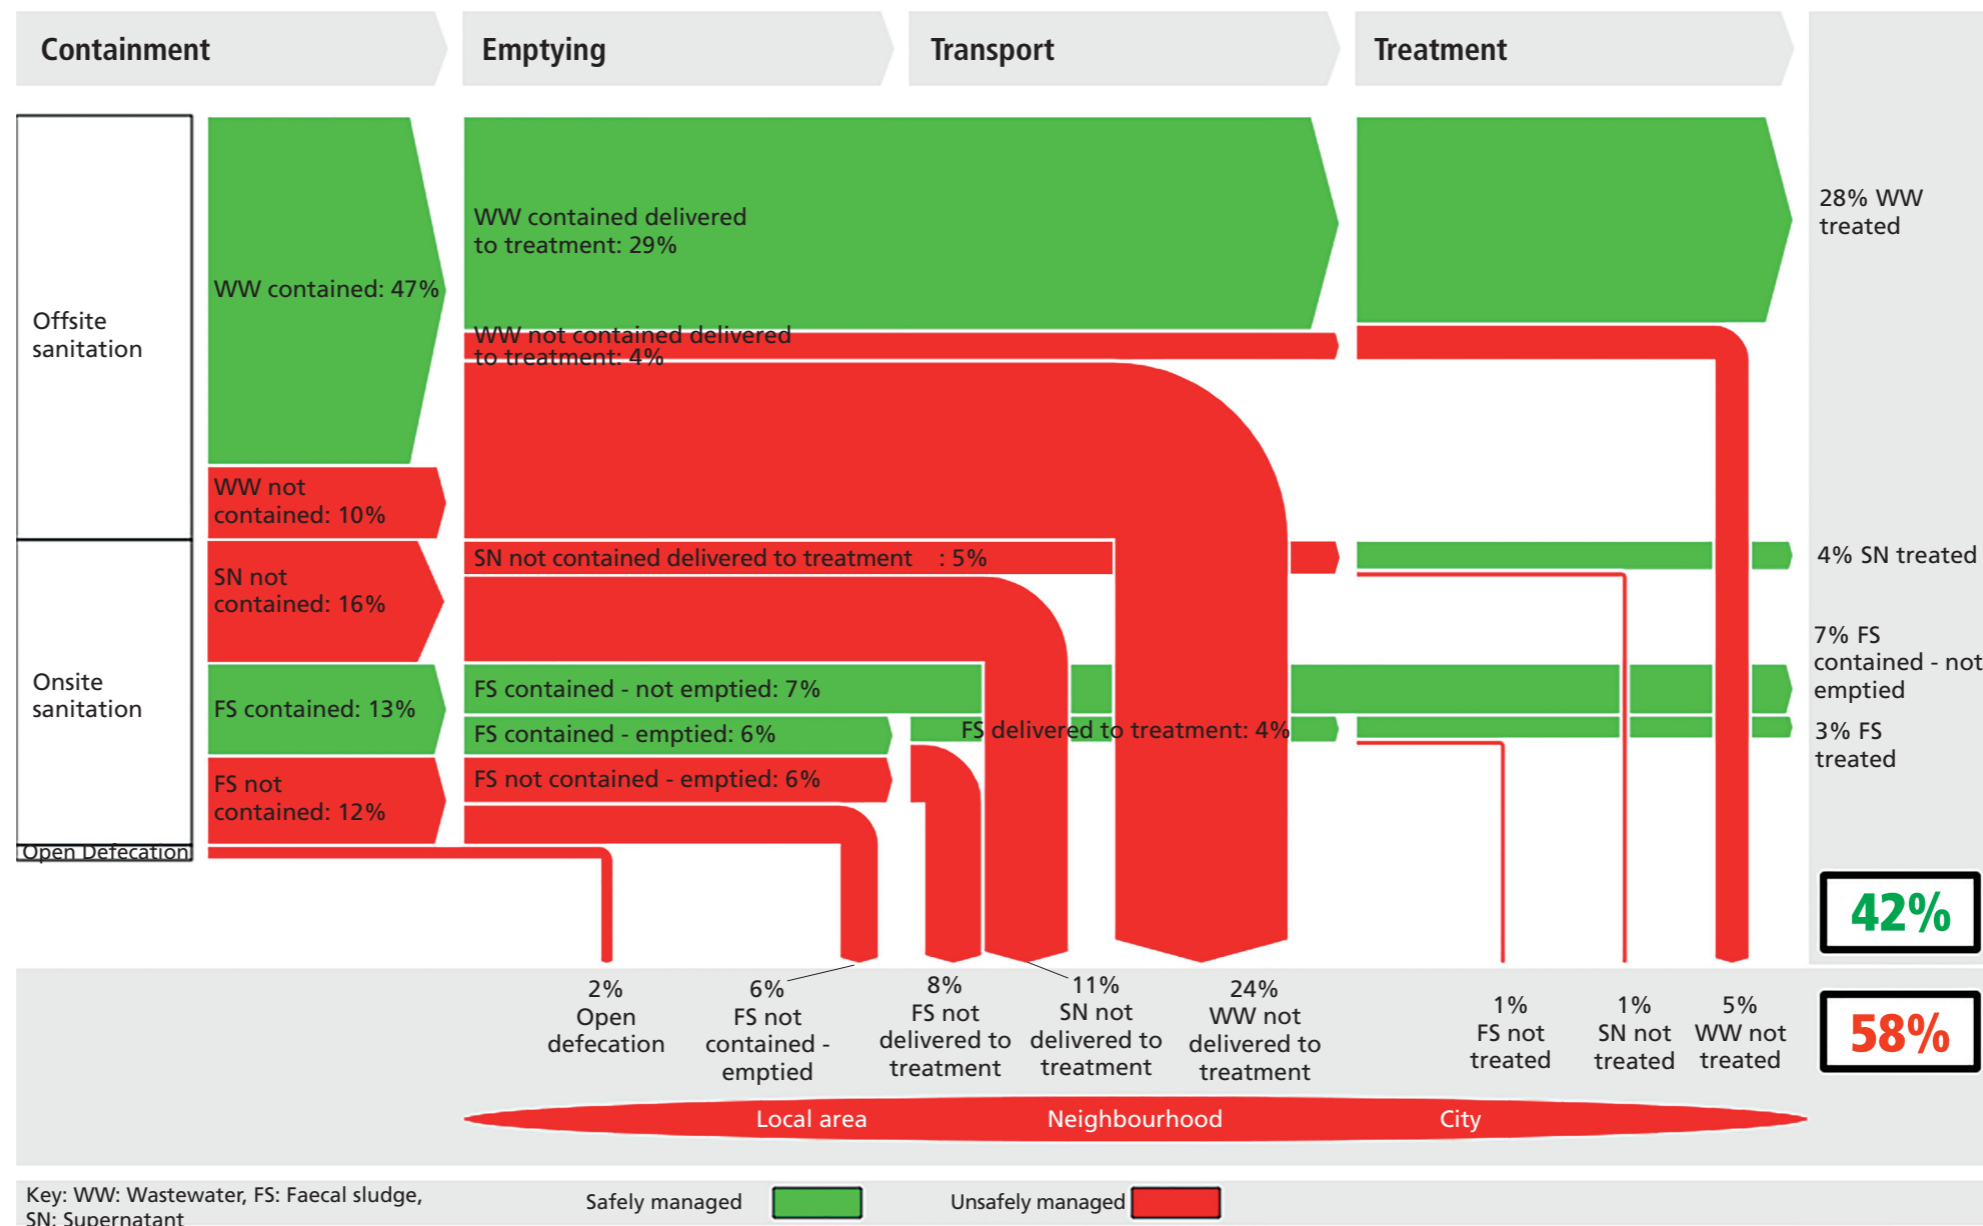 Containment
Emptying
Transport
Treatment
Offsite
sanitation
Onsite
sanitation
Open Defecation
WW contained: 47%
WW not
contained: 10%
SN not
contained: 16%
FS contained: 13%
FS not
contained: 12%
WW contained delivered
to treatment: 29%
WW not contained delivered
to treatment: 4%
SN not contained delivered to treatment : 5%
FS contained - not emptied: 7%
FS contained - emptied: 6%
FS not contained - emptied: 6%
FS delivered to treatment: 4%
28% WW
treated
4% SN treated
7% FS
contained - not
emptied
3% FS
treated
42%
2%
Open
defecation
6%
FS not
contained -
emptied
8%
FS not
delivered to
treatment
11%
SN not
delivered to
treatment
24%
WW not
delivered to
treatment
1%
FS not
treated
1%
SN not
treated
5%
WW not
treated
58%
Local area
Neighbourhood
City
Key: WW: Wastewater, FS: Faecal sludge,
SN: Supernatant
Safely managed
Unsafely managed